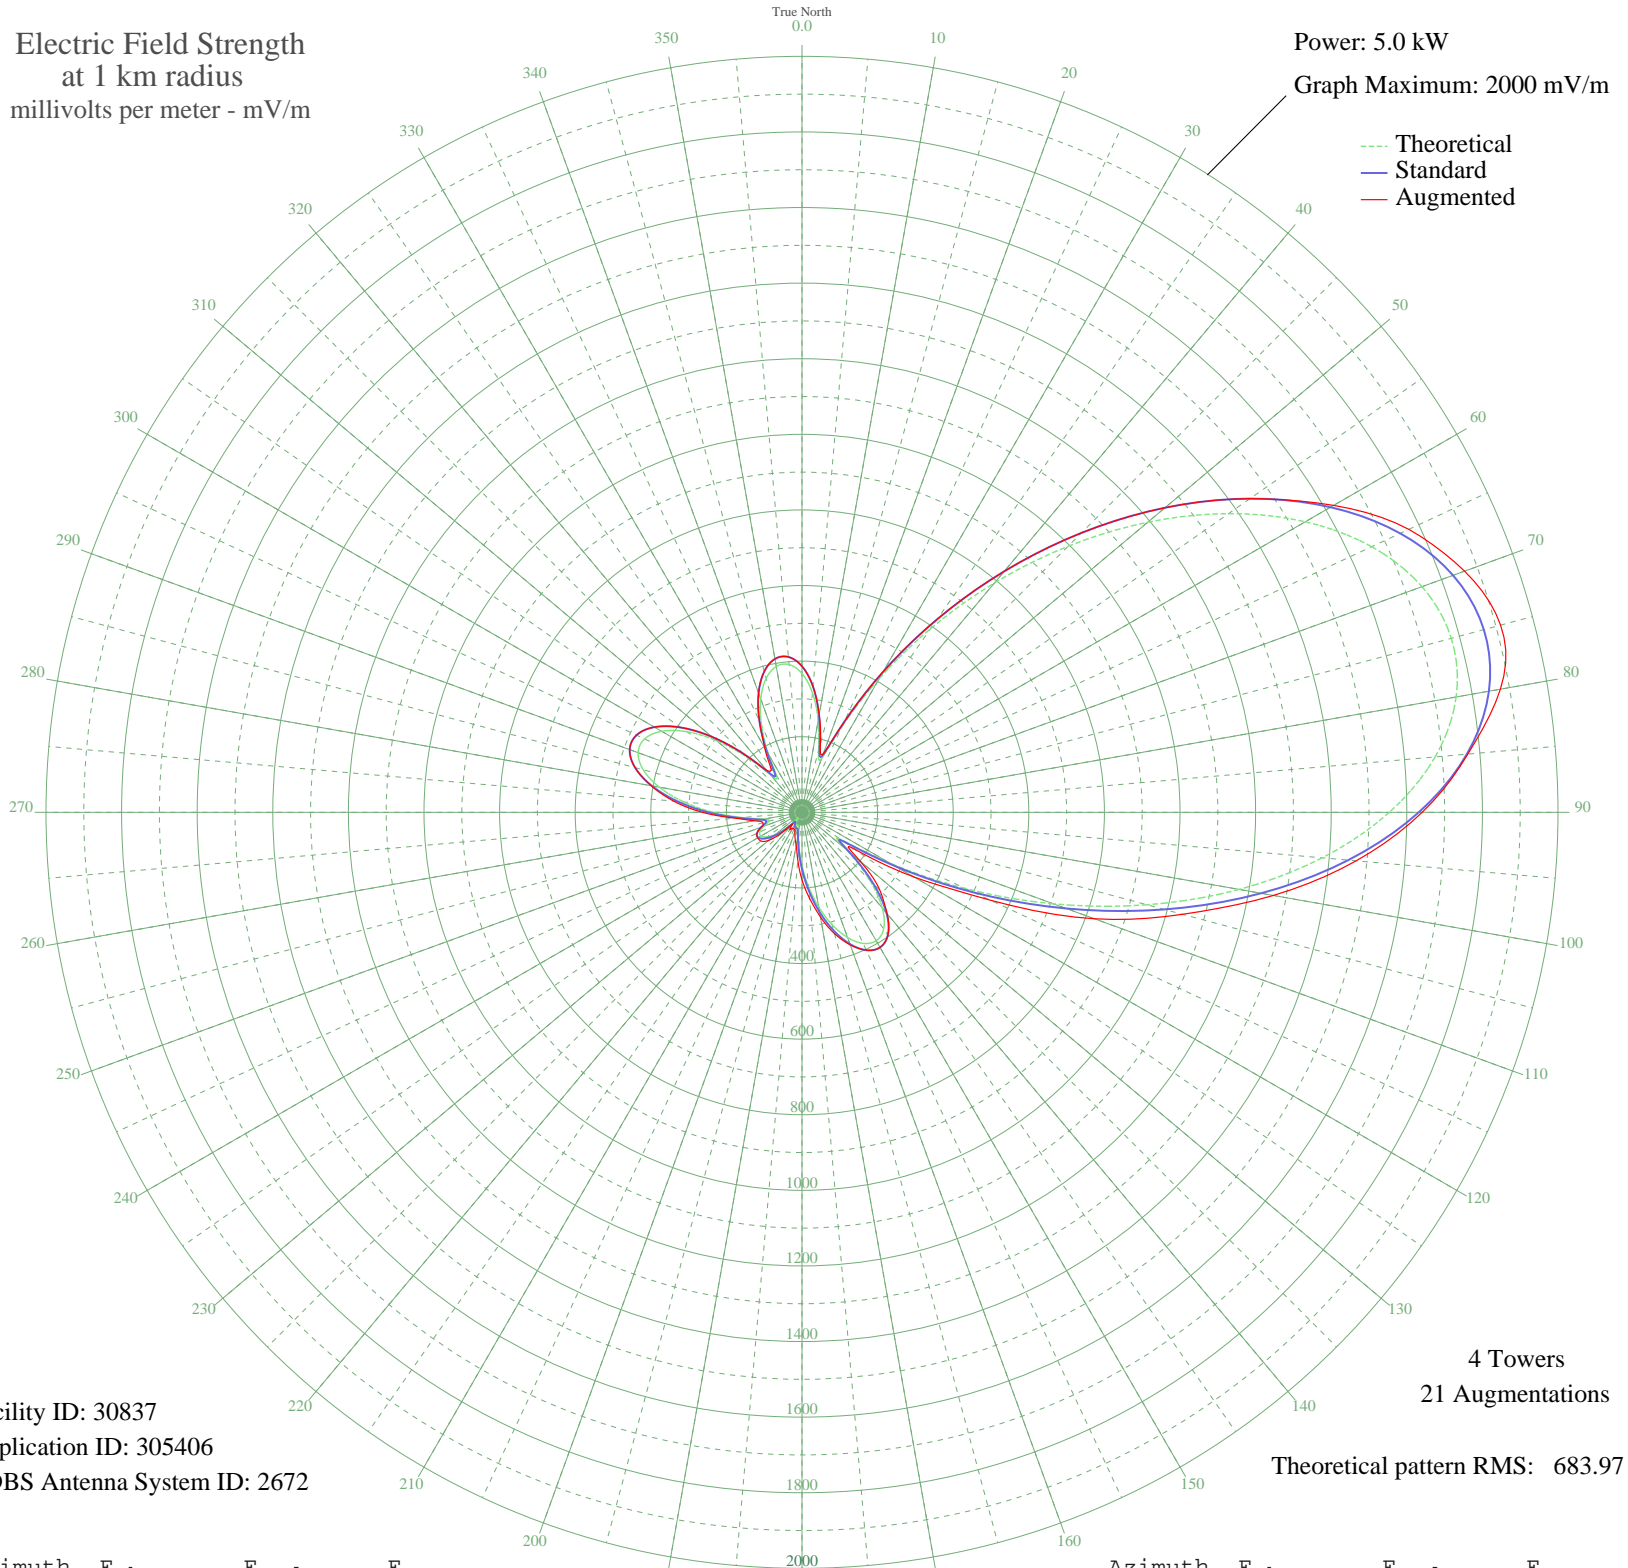 True North
0.0
Electric Field Strength
at 1 km radius
millivolts per meter - mV/m
Power: 5.0 kW
Graph Maximum: 2000 mV/m
Theoretical
Standard
Augmented
10
20
30
40
50
60
70
80
90
100
110
120
130
140
150
160
200
210
220
230
240
250
260
270
280
290
300
310
320
330
340
350
400
600
800
1000
1200
1400
1600
1800
2000
4 Towers
21 Augmentations
Theoretical pattern RMS: 683.97
cility ID: 30837
plication ID: 305406
DBS Antenna System ID: 2672